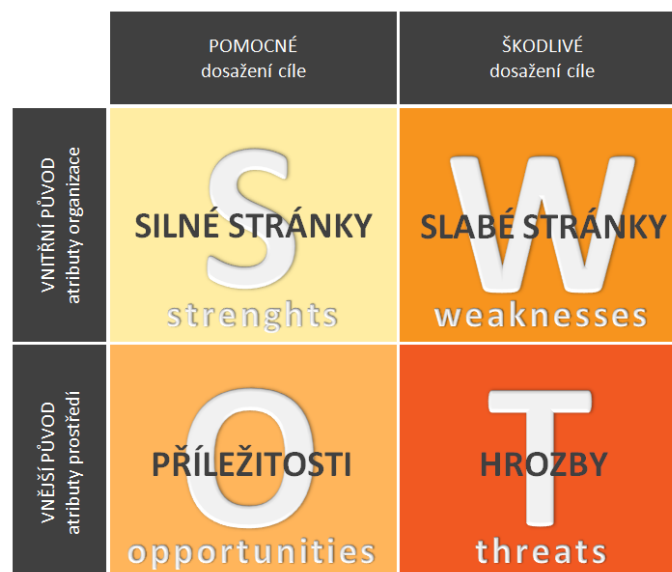 POMOCNÉ
dosažení cíle
ŠKODLIVÉ
dosažení cíle
VNITŘNÍ PŮVOD
atributy organizace
S
SILNÉ STRÁNKY
strenghts
W
SLABÉ STRÁNKY
weaknesses
VNĚJŠÍ PŮVOD
atributy prostředí
O
PŘÍLEŽITOSTI
opportunities
T
HROZBY
threats